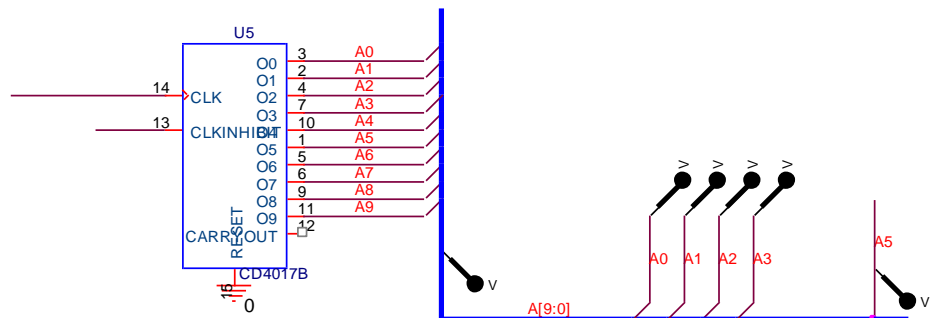 U5
14
CLK
13
CLKINHIBIT
O0
3
A0
O1
2
A1
O2
4
A2
O3
7
A3
O4
10
A4
O5
1
A5
O6
5
A6
O7
6
A7
O8
9
A8
O9
11
A9
CARRYOUT
12
RESET
15
CD4017B
0
V
A[9:0]
V
V
V
V
A0
A1
A2
A3
A5
V